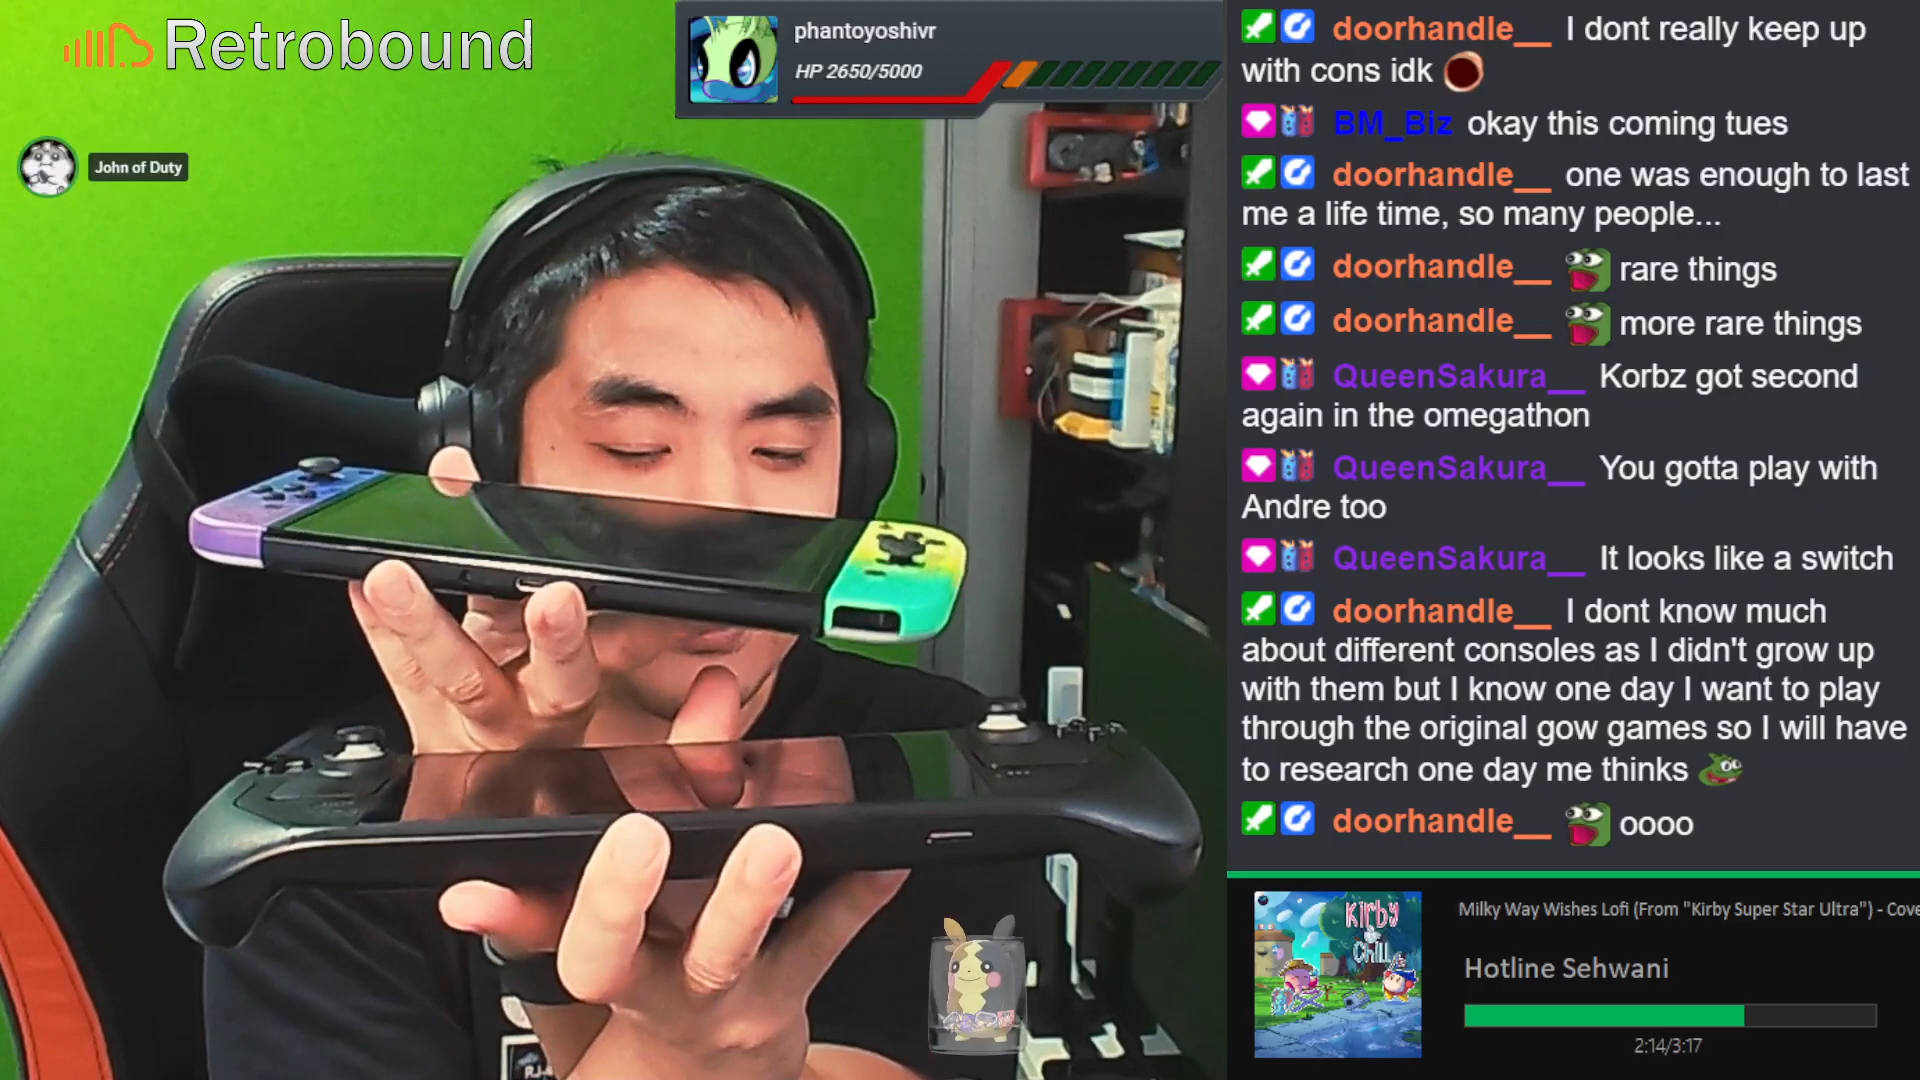 Retrobound
phantoyoshivr
HP 2650/5000
John of Duty
doorhandle__ I dont really keep up
with cons idk
BM_Biz okay this coming tues
doorhandle__ one was enough to last
me a life time, so many people...
doorhandle__ rare things
doorhandle__ more rare things
QueenSakura__ Korbz got second
again in the omegathon
QueenSakura__ You gotta play with
Andre too
QueenSakura__ It looks like a switch
doorhandle__ I dont know much
about different consoles as I didn't grow up
with them but I know one day I want to play
through the original gow games so I will have
to research one day me thinks
doorhandle__ oooo
Kirby
Chill
Milky Way Wishes Lofi (From "Kirby Super Star Ultra") - Cove
Hotline Sehwani
2:14/3:17